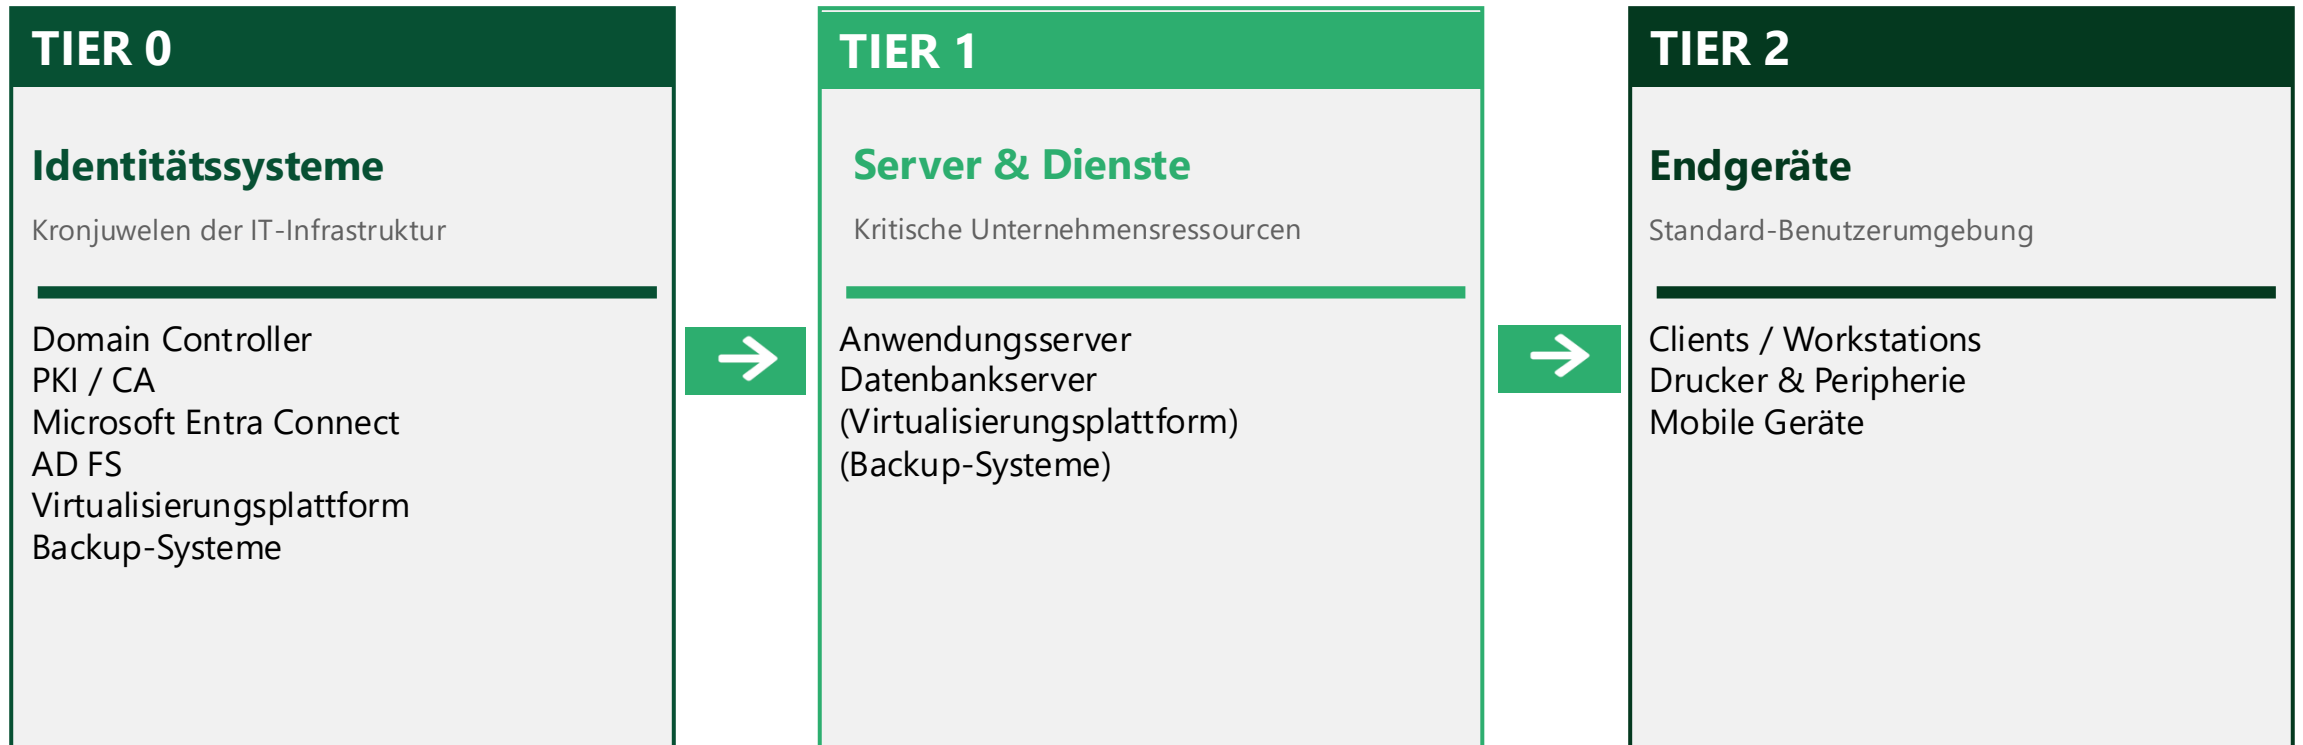 TIER 0
Identitätssysteme
Kronjuwelen der IT-Infrastruktur
Domain Controller
PKI / CA
Microsoft Entra Connect
AD FS
Virtualisierungsplattform
Backup-Systeme
TIER 1
Server & Dienste
Kritische Unternehmensressourcen
Anwendungsserver
Datenbankserver
(Virtualisierungsplattform)
(Backup-Systeme)
TIER 2
Endgeräte
Standard-Benutzerumgebung
Clients / Workstations
Drucker & Peripherie
Mobile Geräte